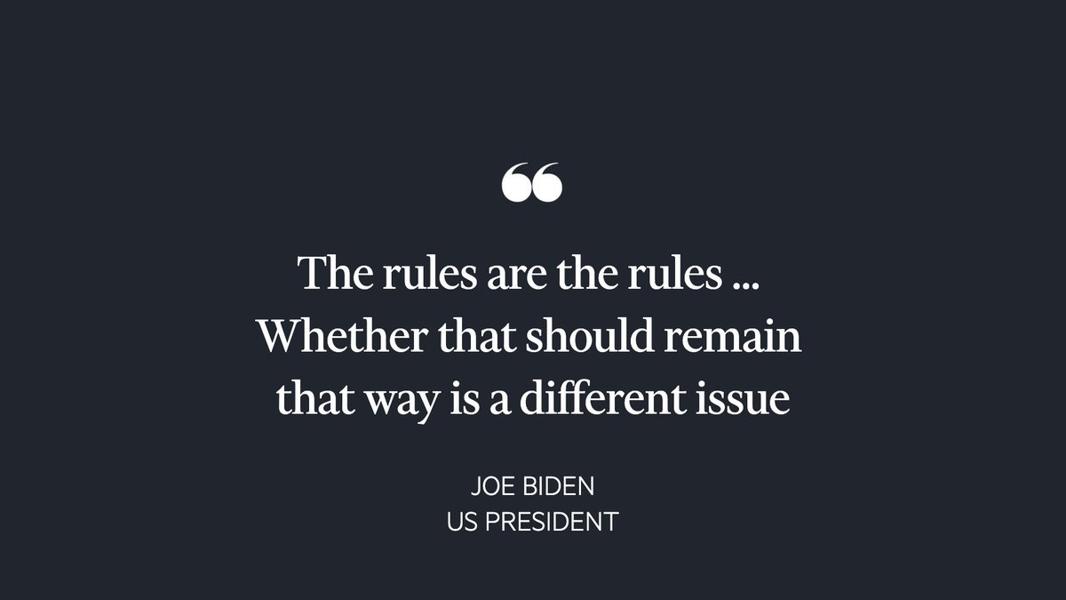 “
The rules are the rules ...
Whether that should remain
that way is a different issue
JOE BIDEN
US PRESIDENT